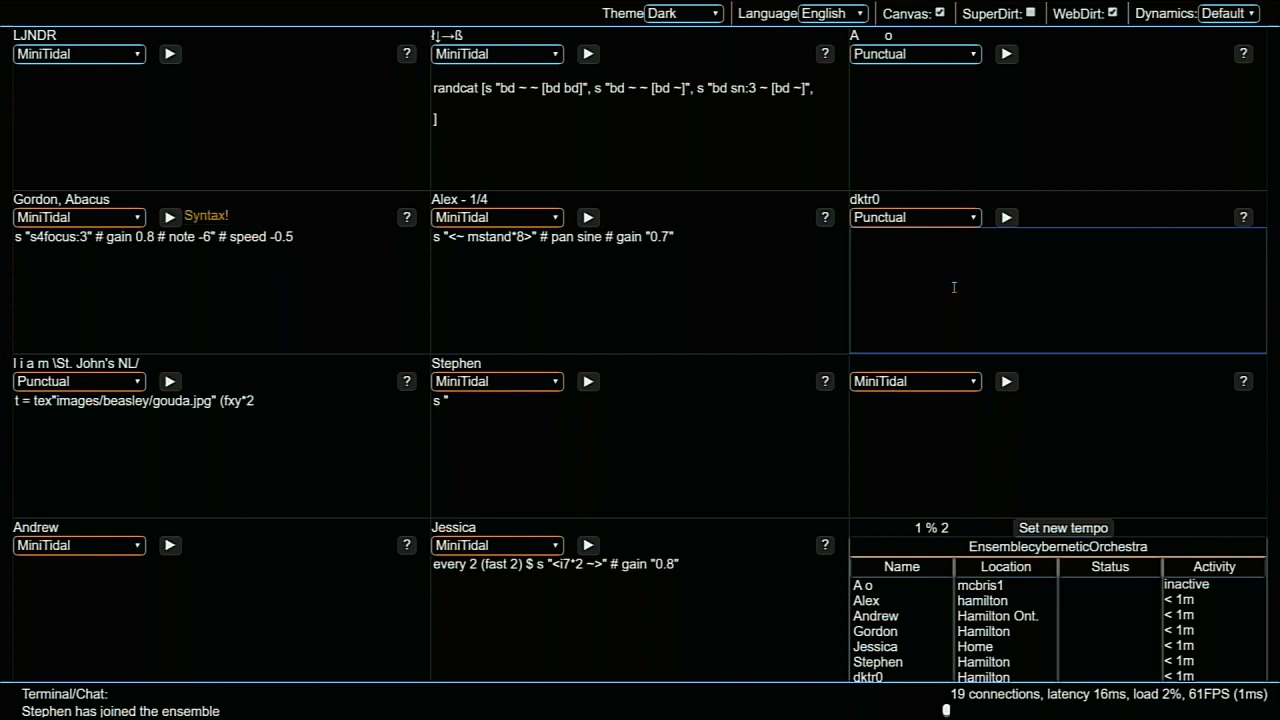 Theme Dark Language English Canvas: SuperDirt: WebDirt: Dynamics: Default
LJNDR
MiniTidal ?
ł¡→ß
MiniTidal ?
randcat [s "bd ~ ~ [bd bd]", s "bd ~ ~ [bd ~]", s "bd sn:3 ~ [bd ~]",
]
A o
Punctual ?
Gordon, Abacus
MiniTidal Syntax! ?
s "s4focus:3" # gain 0.8 # note -6" # speed -0.5
Alex - 1/4
MiniTidal ?
s "<~ mstand*8>" # pan sine # gain "0.7"
dktr0
Punctual ?
l i a m \St. John's NL/
Punctual ?
t = tex"images/beasley/gouda.jpg" (fxy*2
Stephen
MiniTidal ?
s "
MiniTidal ?
Andrew
MiniTidal ?
Jessica
MiniTidal ?
every 2 (fast 2) $ s "<i7*2 ~>" # gain "0.8"
1 % 2 Set new tempo
EnsemblecyberneticOrchestra
Name Location Status Activity
A o mcbris1 inactive
Alex hamilton < 1m
Andrew Hamilton Ont. < 1m
Gordon Hamilton < 1m
Jessica Home < 1m
Stephen Hamilton < 1m
dktr0 Hamilton < 1m
Terminal/Chat:
Stephen has joined the ensemble
19 connections, latency 16ms, load 2%, 61FPS (1ms)